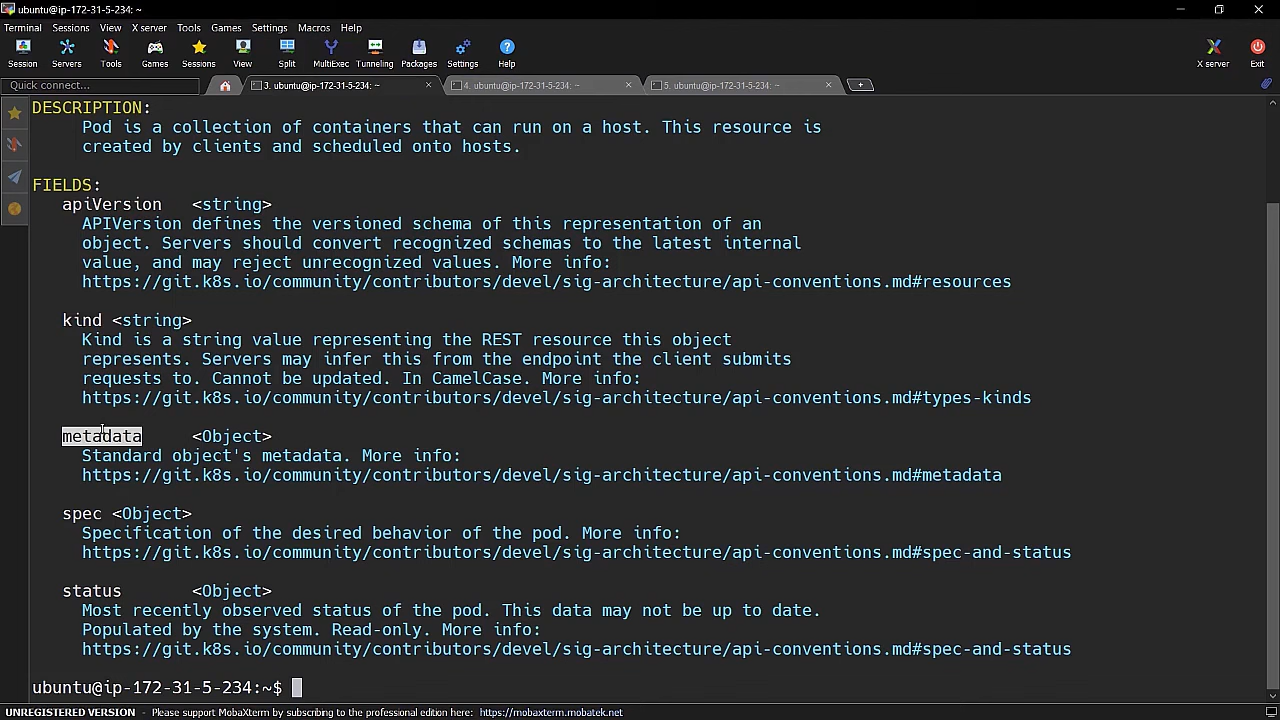 ubuntu@ip-172-31-5-234: ~
Terminal Sessions View X server Tools Games Settings Macros Help
Session Servers Tools Games Sessions View Split MultiExec Tunneling Packages Settings Help X server Exit
Quick connect... 3. ubuntu@ip-172-31-5-234: ~ 4. ubuntu@ip-172-31-5-234: ~ 5. ubuntu@ip-172-31-5-234: ~
DESCRIPTION:
Pod is a collection of containers that can run on a host. This resource is
created by clients and scheduled onto hosts.
FIELDS:
apiVersion <string>
APIVersion defines the versioned schema of this representation of an
object. Servers should convert recognized schemas to the latest internal
value, and may reject unrecognized values. More info:
https://git.k8s.io/community/contributors/devel/sig-architecture/api-conventions.md#resources
kind <string>
Kind is a string value representing the REST resource this object
represents. Servers may infer this from the endpoint the client submits
requests to. Cannot be updated. In CamelCase. More info:
https://git.k8s.io/community/contributors/devel/sig-architecture/api-conventions.md#types-kinds
metadata <Object>
Standard object's metadata. More info:
https://git.k8s.io/community/contributors/devel/sig-architecture/api-conventions.md#metadata
spec <Object>
Specification of the desired behavior of the pod. More info:
https://git.k8s.io/community/contributors/devel/sig-architecture/api-conventions.md#spec-and-status
status <Object>
Most recently observed status of the pod. This data may not be up to date.
Populated by the system. Read-only. More info:
https://git.k8s.io/community/contributors/devel/sig-architecture/api-conventions.md#spec-and-status
ubuntu@ip-172-31-5-234:~$
UNREGISTERED VERSION - Please support MobaXterm by subscribing to the professional edition here: https://mobaxterm.mobatek.net